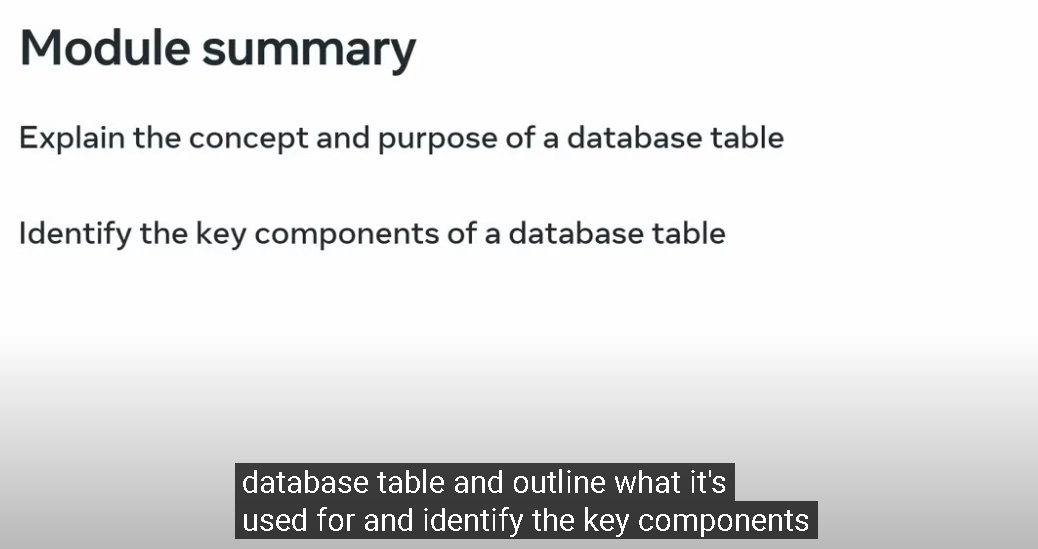 Module summary
Explain the concept and purpose of a database table
Identify the key components of a database table
database table and outline what it's
used for and identify the key components